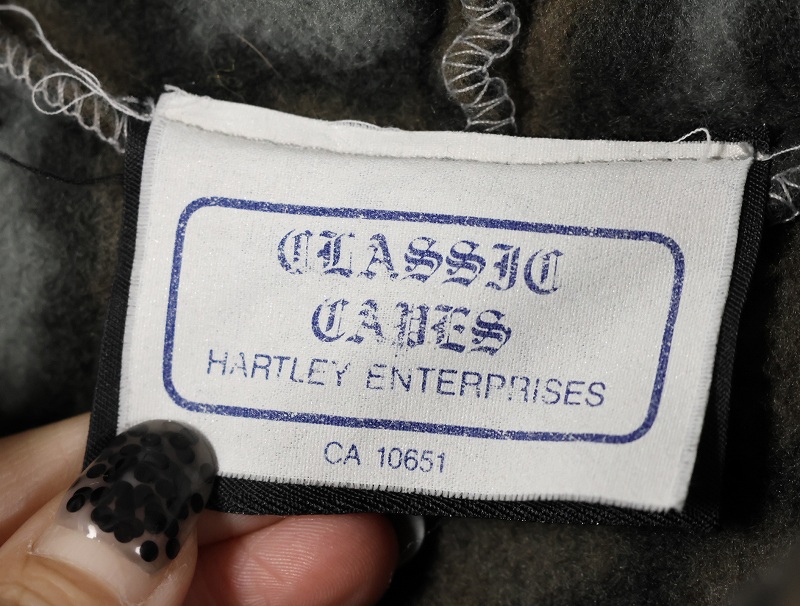 CLASSIC
CAPES
HARTLEY ENTERPRISES
CA 10651